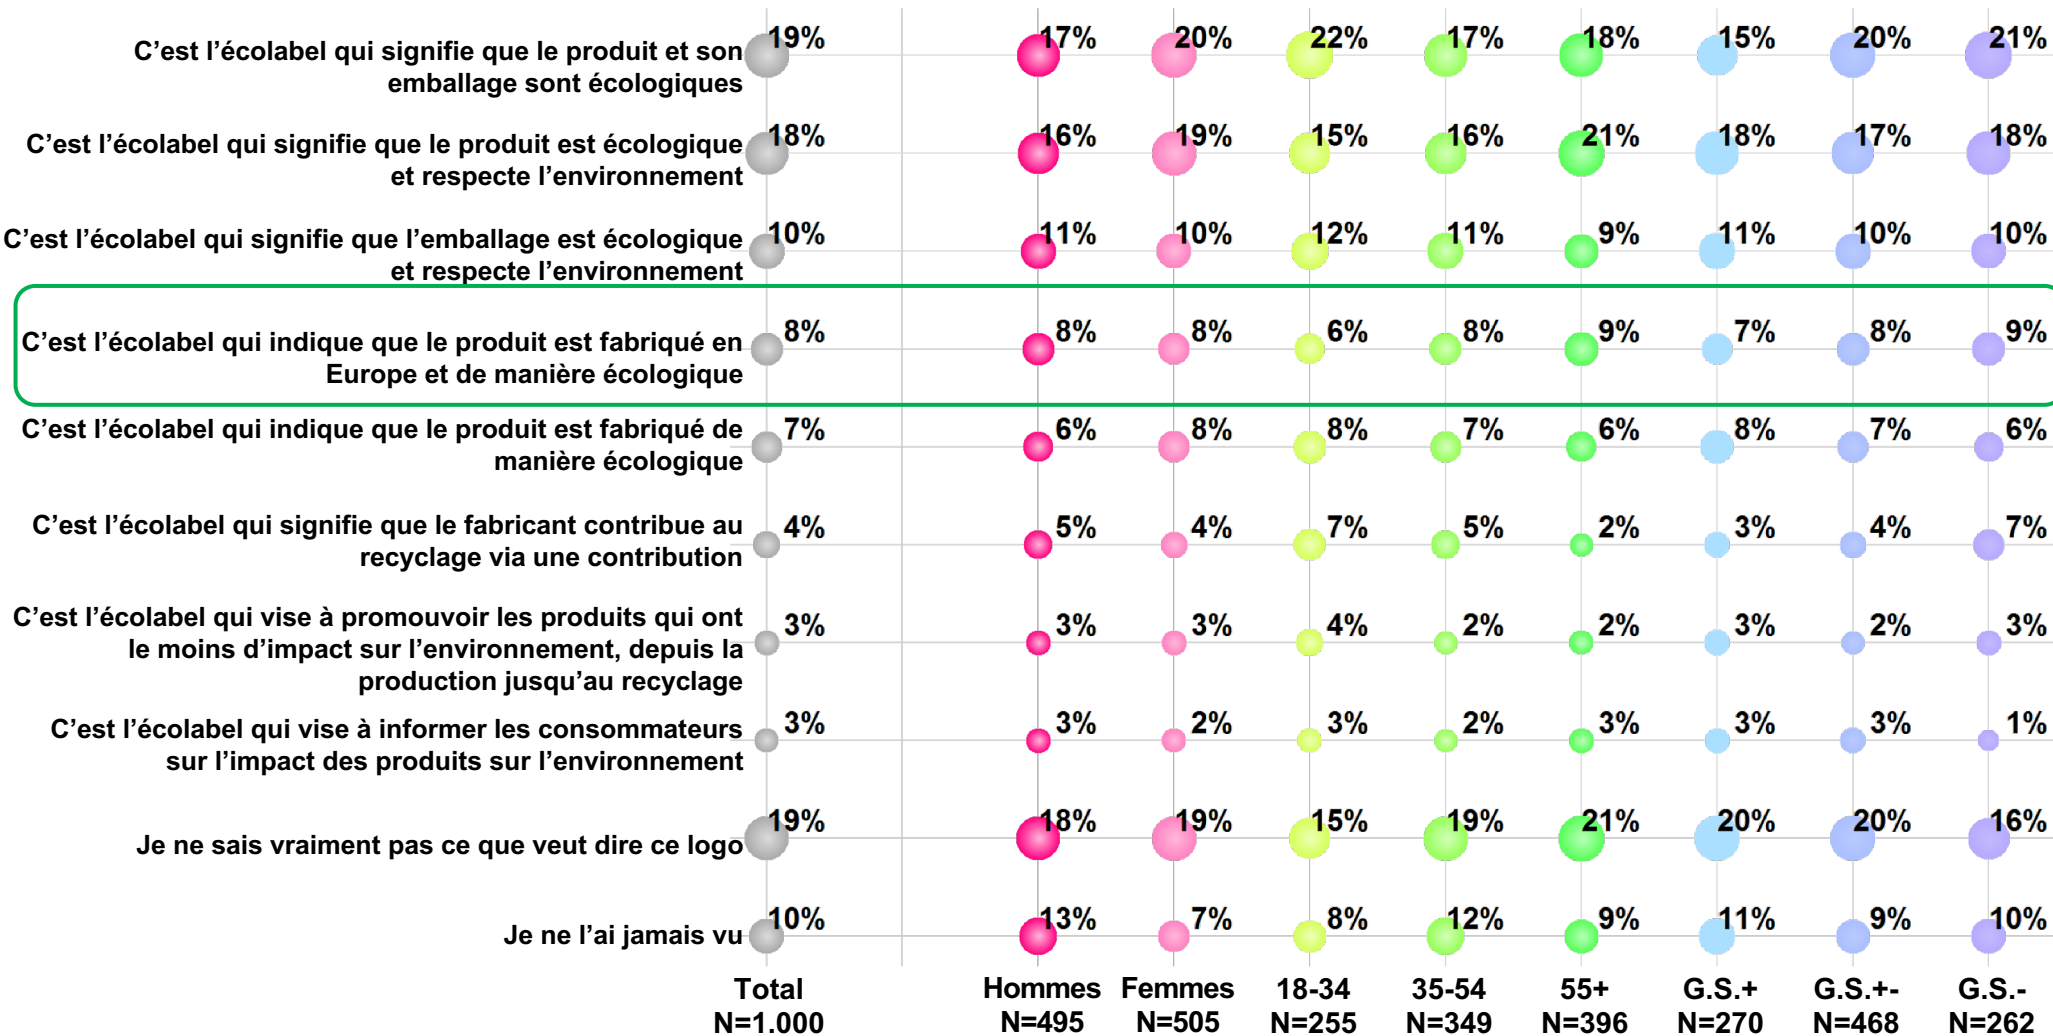 C'est l'écolabel qui signifie que le produit et son
emballage sont écologiques
19% 17% 20% 22% 17% 18% 15% 20% 21%
C'est l'écolabel qui signifie que le produit est écologique
et respecte l'environnement
18% 16% 19% 15% 16% 21% 18% 17% 18%
C'est l'écolabel qui signifie que l'emballage est écologique
et respecte l'environnement
10% 11% 10% 12% 11% 9% 11% 10% 10%
C'est l'écolabel qui indique que le produit est fabriqué en
Europe et de manière écologique
8% 8% 8% 6% 8% 9% 7% 8% 9%
C'est l'écolabel qui indique que le produit est fabriqué de
manière écologique
7% 6% 8% 8% 7% 6% 8% 7% 6%
C'est l'écolabel qui signifie que le fabricant contribue au
recyclage via une contribution
4% 5% 4% 7% 5% 2% 3% 4% 7%
C'est l'écolabel qui vise à promouvoir les produits qui ont
le moins d'impact sur l'environnement, depuis la
production jusqu'au recyclage
3% 3% 3% 4% 2% 2% 3% 2% 3%
C'est l'écolabel qui vise à informer les consommateurs
sur l'impact des produits sur l'environnement
3% 3% 2% 3% 2% 3% 3% 3% 1%
Je ne sais vraiment pas ce que veut dire ce logo
19% 18% 19% 15% 19% 21% 20% 20% 16%
Je ne l'ai jamais vu
10% 13% 7% 8% 12% 9% 11% 9% 10%
Total Hommes Femmes 18-34 35-54 55+ G.S.+ G.S.+- G.S.-
N=1.000 N=495 N=505 N=255 N=349 N=396 N=270 N=468 N=262